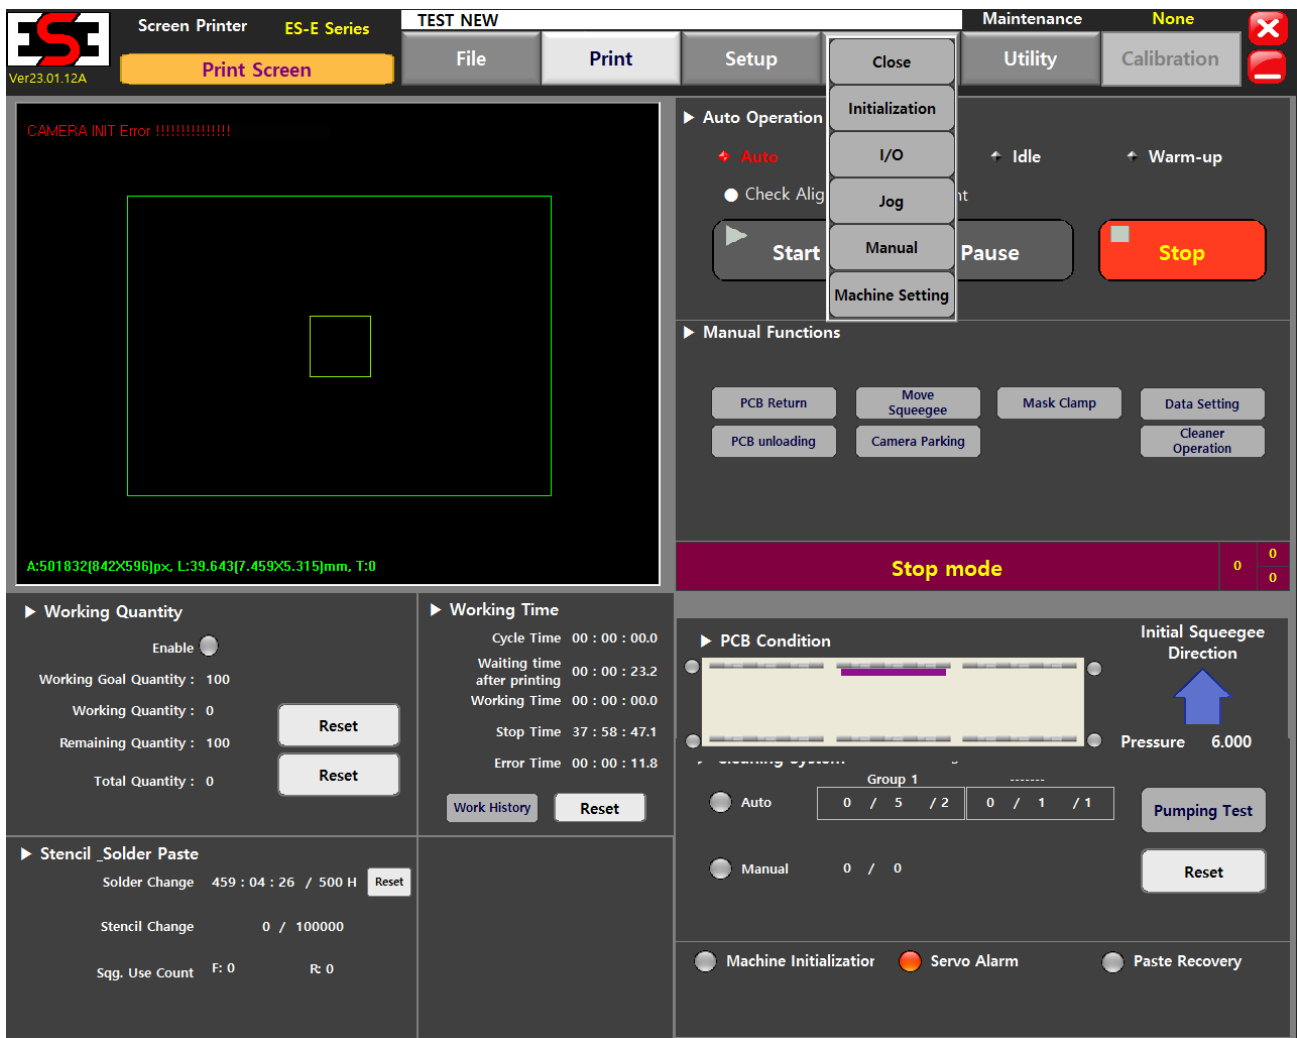 Screen Printer
ES-E Series
Ver23.01.12A
Print Screen
TEST NEW
Maintenance
None
File
Print
Setup
Utility
Calibration
Close
Initialization
I/O
Jog
Manual
Machine Setting
CAMERA INIT Error !!!!!!!!!!!!!!!
A:501832(842X596)px, L:39.643(7.459X5.315)mm, T:0
Auto Operation
Auto
Idle
Warm-up
Check Alig
nt
Start
Pause
Stop
Manual Functions
PCB Return
Move
Squeegee
Mask Clamp
Data Setting
PCB unloading
Camera Parking
Cleaner
Operation
Stop mode
0
0
0
Working Quantity
Enable
Working Goal Quantity : 100
Working Quantity : 0
Remaining Quantity : 100
Total Quantity : 0
Reset
Reset
Working Time
Cycle Time 00 : 00 : 00.0
Waiting time
after printing 00 : 00 : 23.2
Working Time 00 : 00 : 00.0
Stop Time 37 : 58 : 47.1
Error Time 00 : 00 : 11.8
Work History
Reset
PCB Condition
Initial Squeegee
Direction
Pressure 6.000
Group 1
-------
Auto
0 / 5 / 2
0 / 1 / 1
Pumping Test
Manual
0 / 0
Reset
Stencil _Solder Paste
Solder Change 459 : 04 : 26 / 500 H
Reset
Stencil Change 0 / 100000
Sqg. Use Count F: 0 R: 0
Machine Initialization
Servo Alarm
Paste Recovery